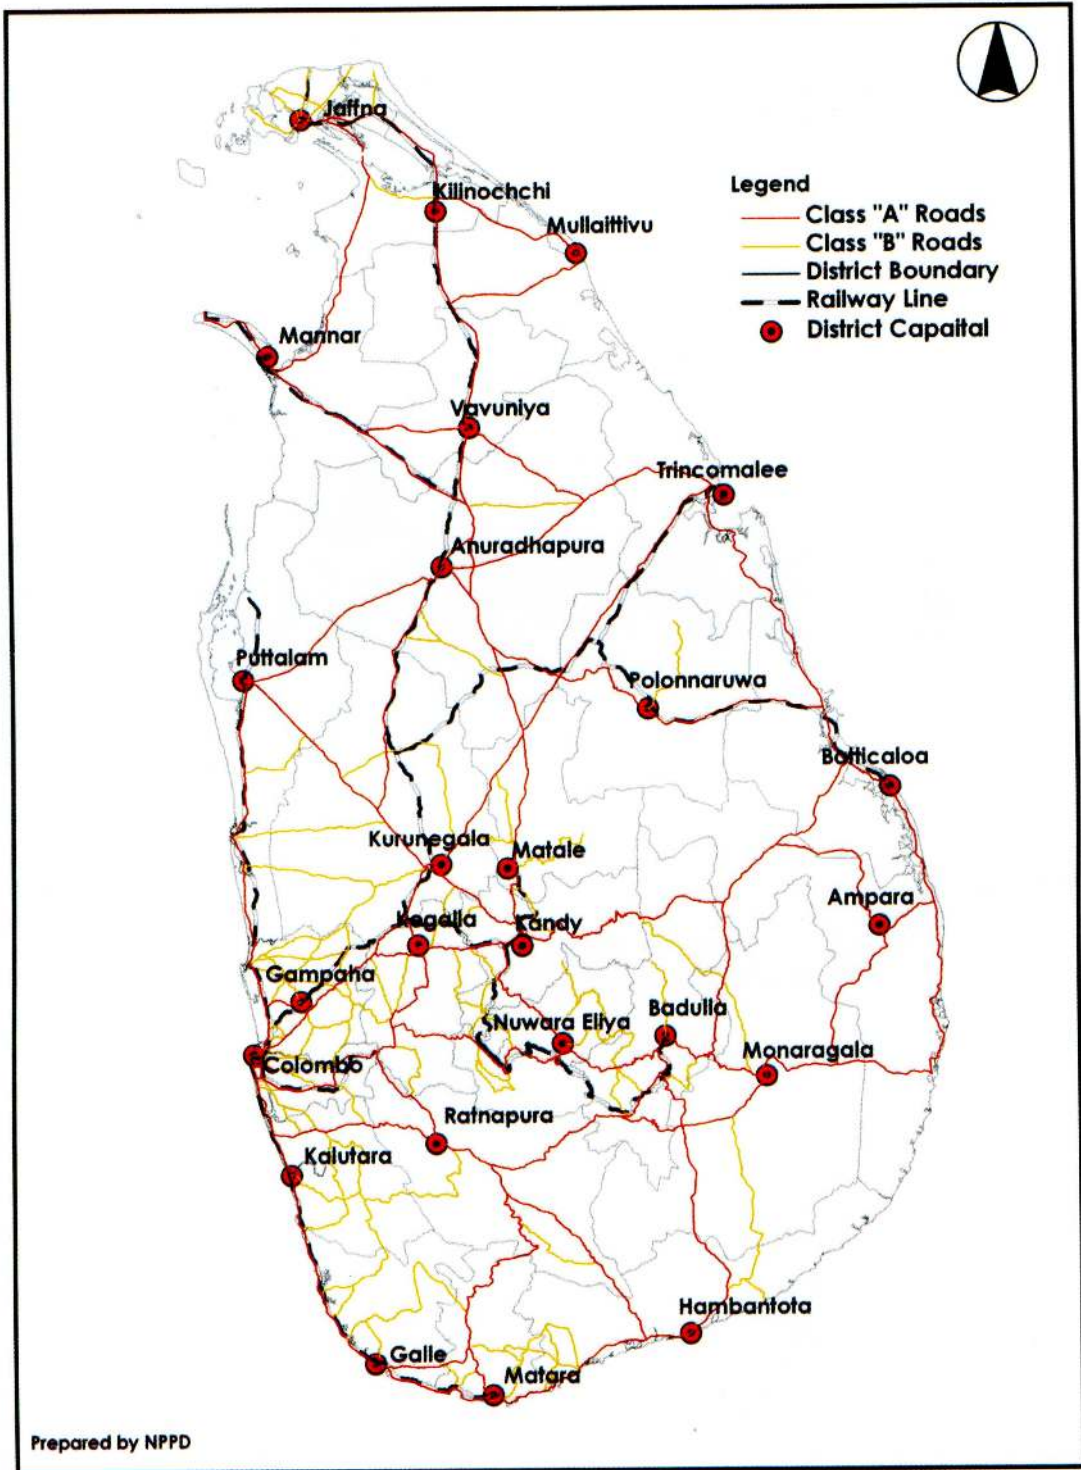 Jaffna
Legend
Kilinochchi
Class "A" Roads
Mullaittivu
Class "B" Roads
District Boundary
Railway Line
Mannar
District Capaital
Vavuniya
Trincomalee
Anuradhapura
Puttalam
Polonnaruwa
Batticaloa
Kurunegala
Matale
Ampara
Kegalla
Kandy
Gampaha
Badulla
Nuwara Eliya
Monaragala
Colombo
Ratnapura
Kalutara
Hambantota
Galle
Matara
Prepared by NPPD